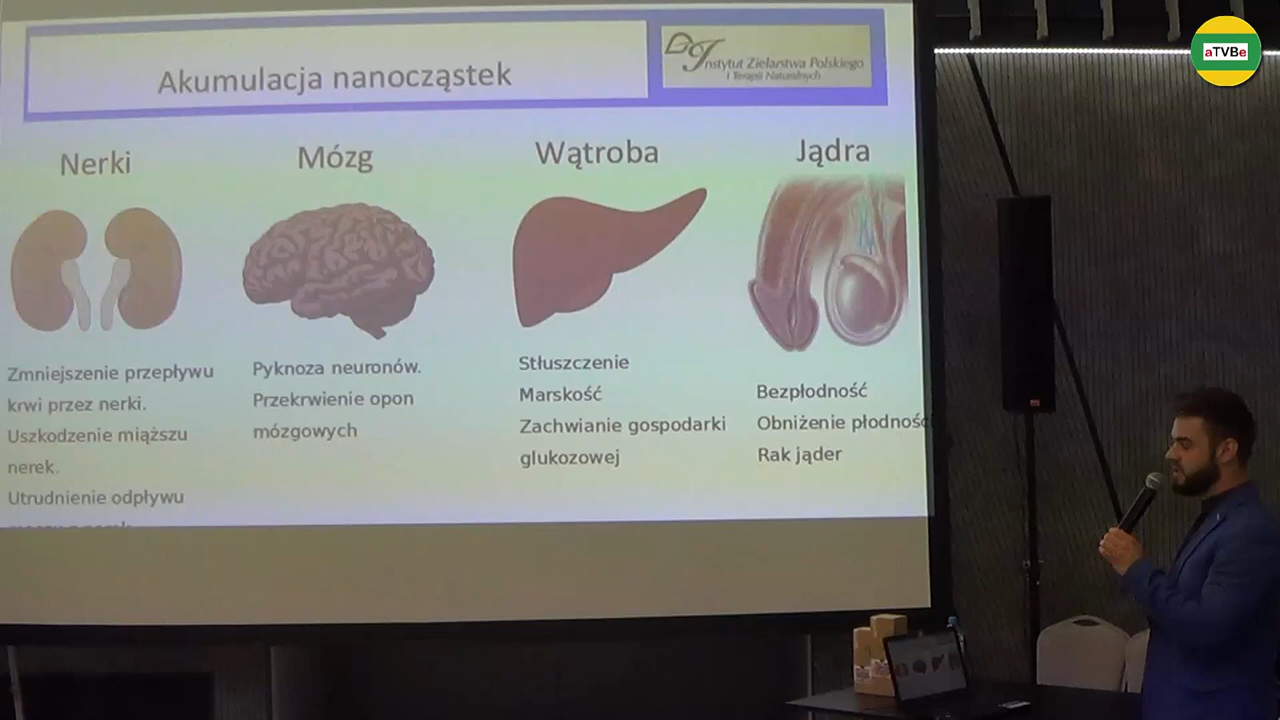 aTVBe
Akumulacja nanocząstek
Instytut Zielarstwa Polskiego
i Terapii Naturalnych
Nerki
Mózg
Wątroba
Jądra
Zmniejszenie przepływu
krwi przez nerki.
Uszkodzenie miąższu
nerek.
Utrudnienie odpływu
Pyknoza neuronów.
Przekrwienie opon
mózgowych
Stłuszczenie
Marskość
Zachwianie gospodarki
glukozowej
Bezpłodność
Obniżenie płodności
Rak jąder